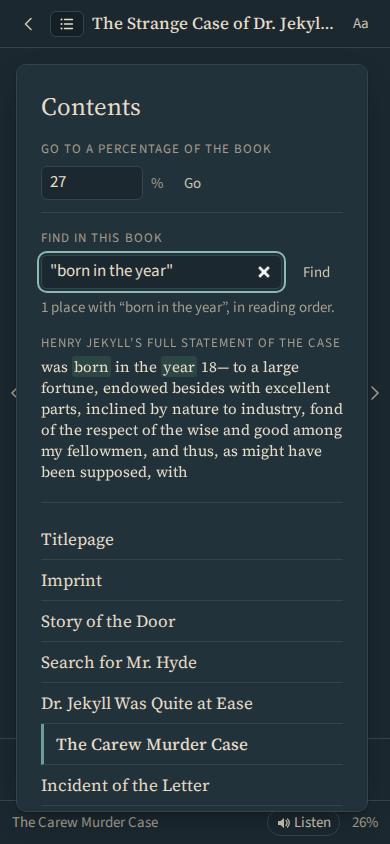 The Strange Case of Dr. Jekyl...
Aa
Contents
GO TO A PERCENTAGE OF THE BOOK
27 % Go
FIND IN THIS BOOK
"born in the year" Find
1 place with “born in the year”, in reading order.
HENRY JEKYLL'S FULL STATEMENT OF THE CASE
was born in the year 18— to a large
fortune, endowed besides with excellent
parts, inclined by nature to industry, fond
of the respect of the wise and good among
my fellowmen, and thus, as might have
been supposed, with
Titlepage
Imprint
Story of the Door
Search for Mr. Hyde
Dr. Jekyll Was Quite at Ease
The Carew Murder Case
Incident of the Letter
The Carew Murder Case Listen 26%